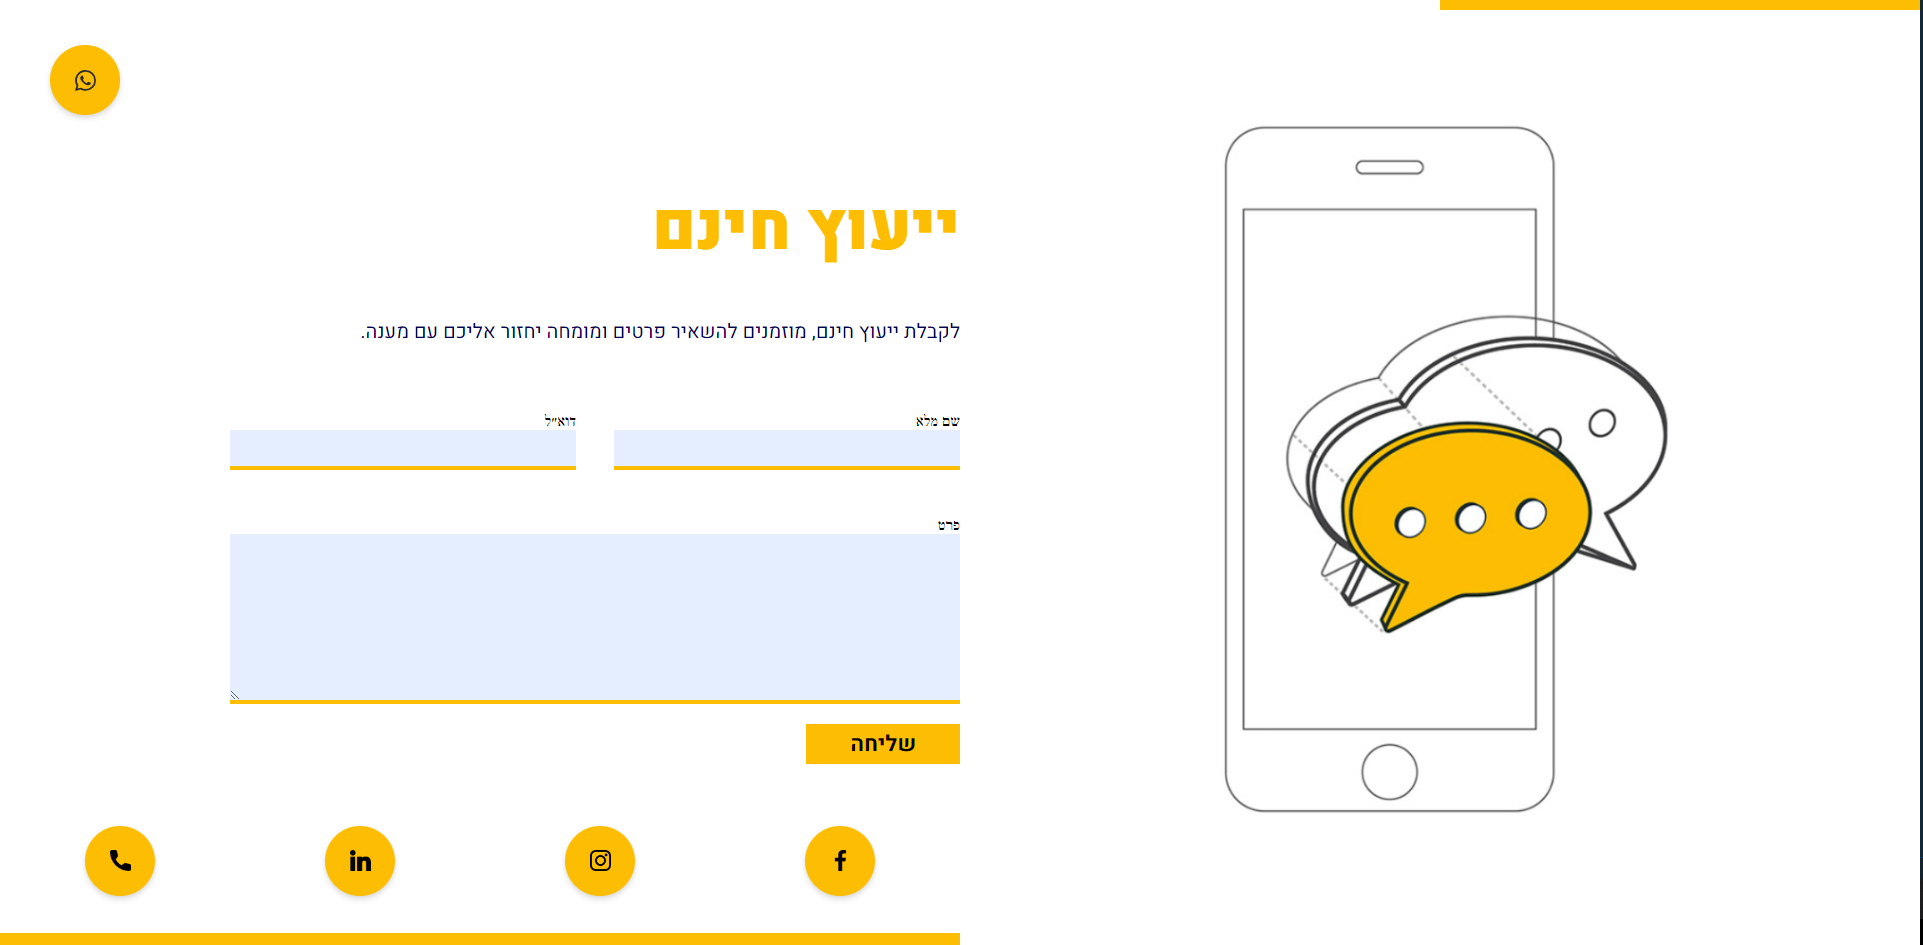 ייעוץ חינם
לקבלת ייעוץ חינם, מוזמנים להשאיר פרטים ומומחה יחזור אליכם עם מענה.
שם מלא
דוא״ל
פרט
שליחה